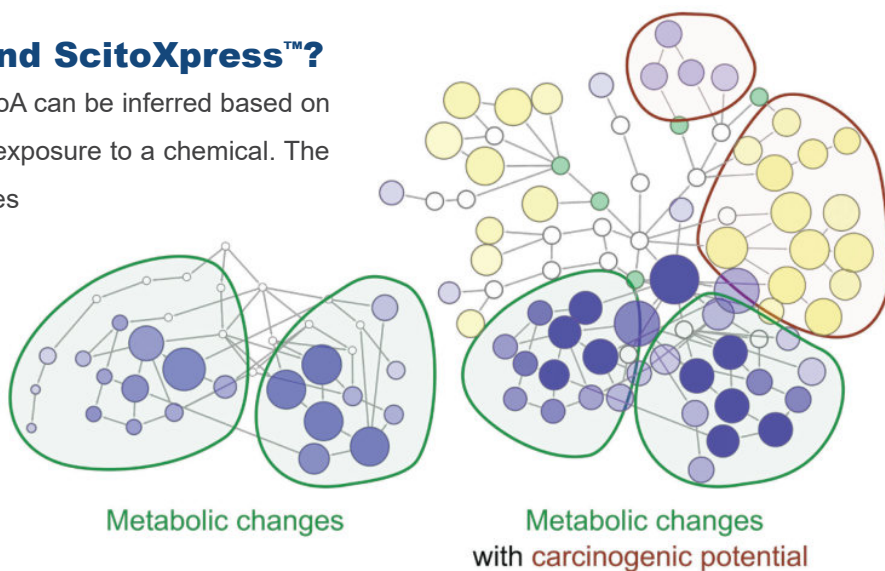 nd ScitoXpress™?
oA can be inferred based on
exposure to a chemical. The
es
Metabolic changes
Metabolic changes
with carcinogenic potential